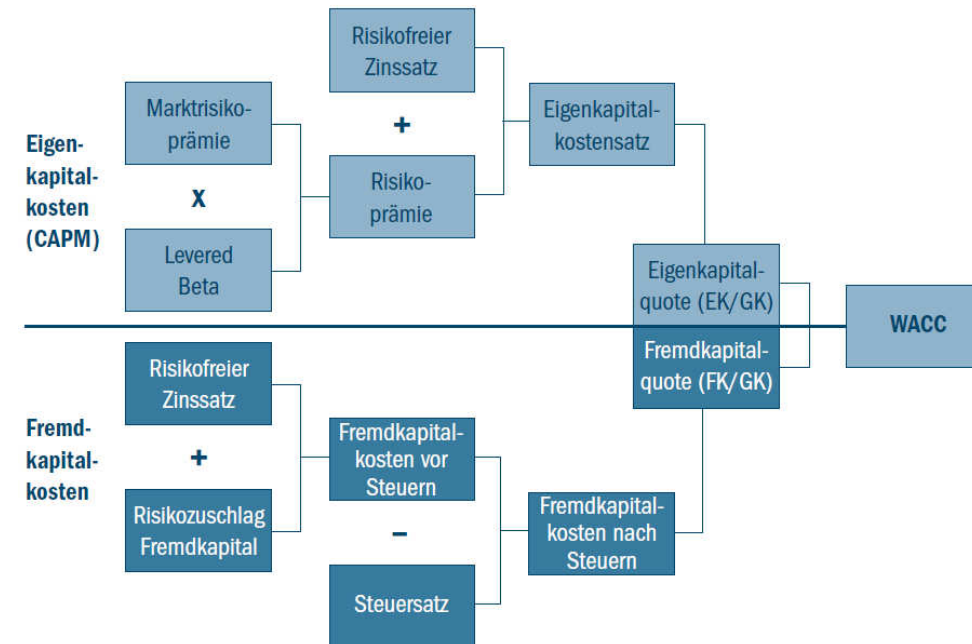 Eigen-
kapital-
kosten
(CAPM)
Marktrisiko-
prämie
x
Levered
Beta
Risikofreier
Zinssatz
+
Risiko-
prämie
Eigenkapital-
kostensatz
Eigenkapital-
quote (EK/GK)
Fremdkapital-
quote (FK/GK)
WACC
Fremd-
kapital-
kosten
Risikofreier
Zinssatz
+
Risikozuschlag
Fremdkapital
Fremdkapital-
kosten vor
Steuern
–
Steuersatz
Fremdkapital-
kosten nach
Steuern